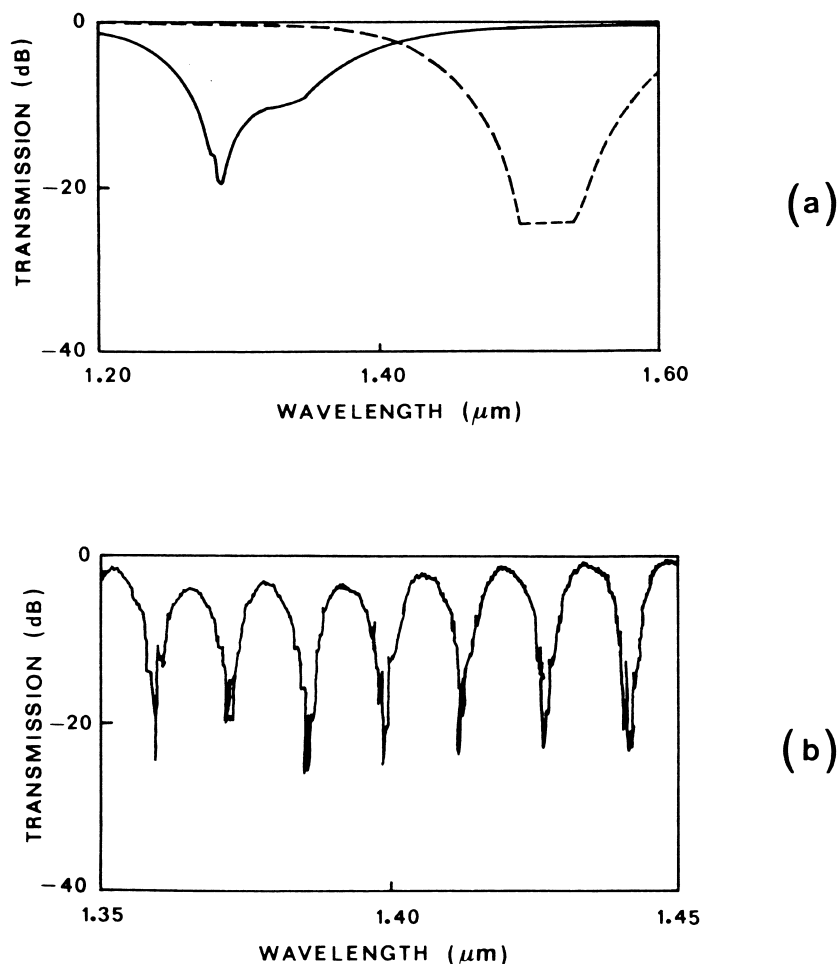 TRANSMISSION (dB)
0
−20
−40
1.20
1.40
1.60
WAVELENGTH (μm)
(a)
TRANSMISSION (dB)
0
−20
−40
1.35
1.40
1.45
WAVELENGTH (μm)
(b)